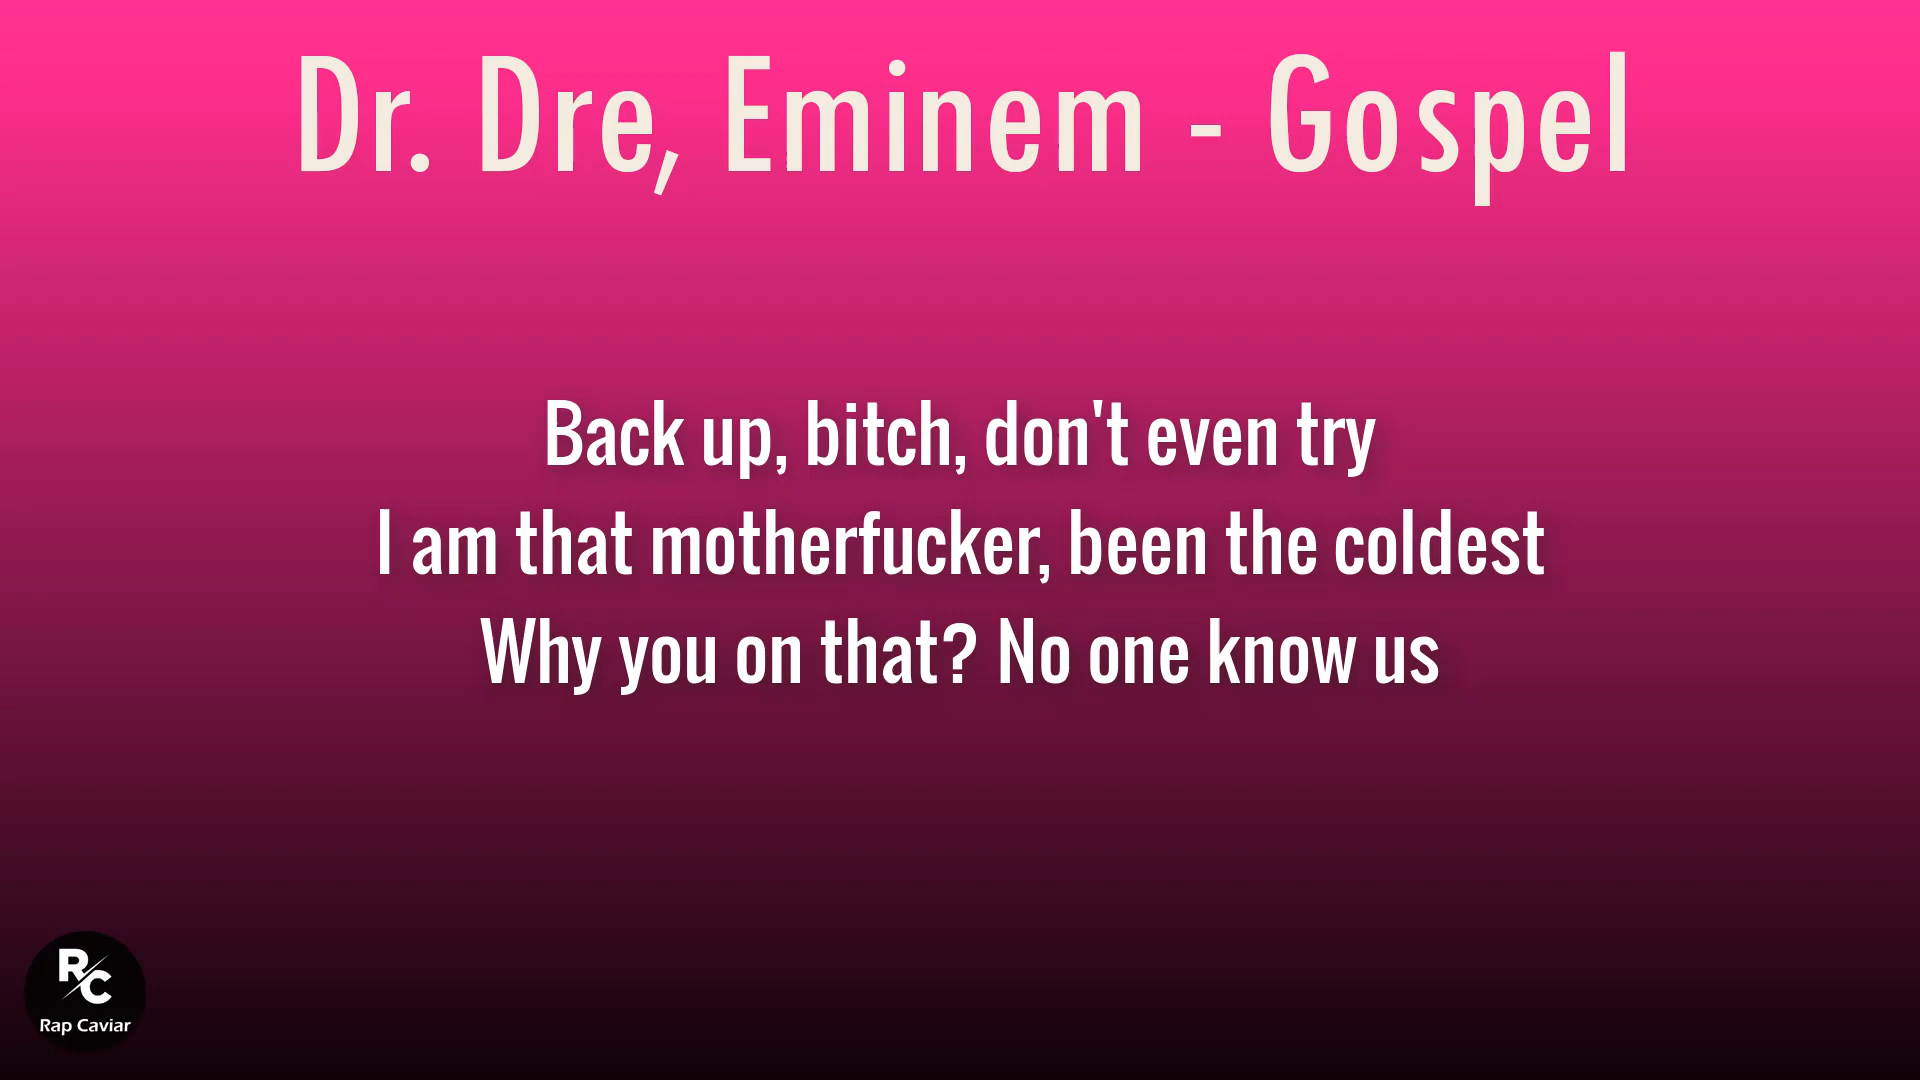 Dr. Dre, Eminem - Gospel
Back up, bitch, don't even try
I am that motherfucker, been the coldest
Why you on that? No one know us
RC
Rap Caviar